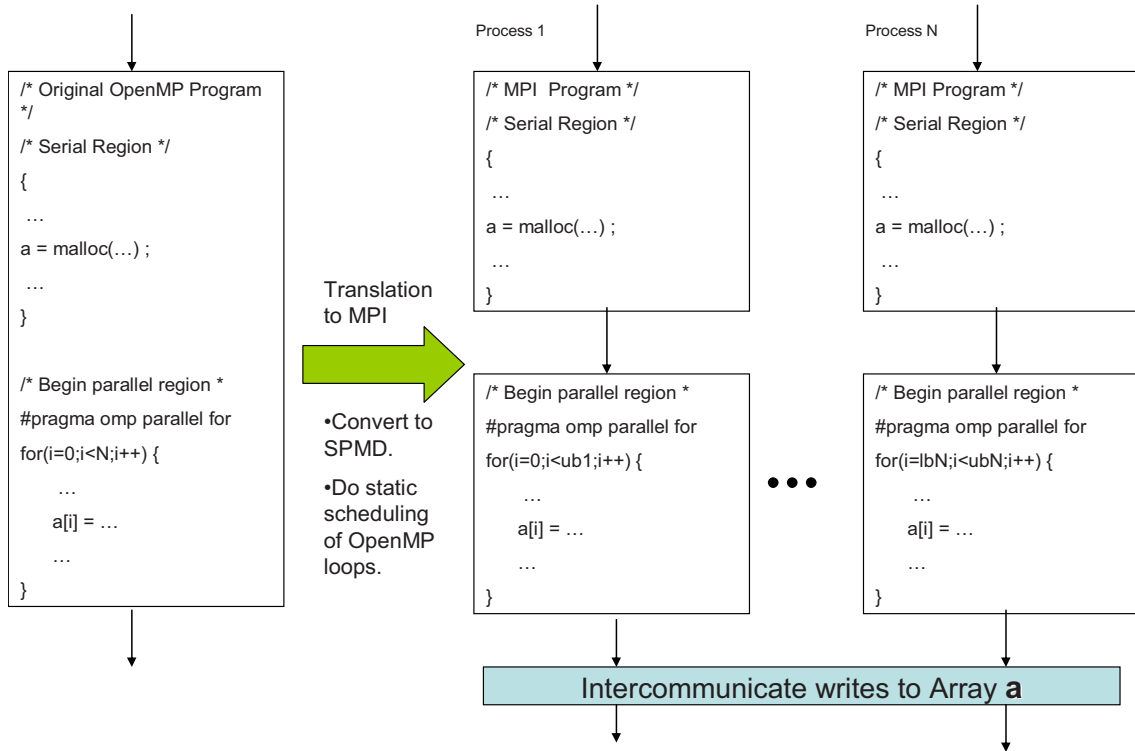 /* Original OpenMP Program
*/
/* Serial Region */
{
…
a = malloc(…) ;
…
}
/* Begin parallel region *
#pragma omp parallel for
for(i=0;i<N;i++) {
…
a[i] = …
…
}
Translation
to MPI
•Convert to
SPMD.
•Do static
scheduling
of OpenMP
loops.
Process 1
/* MPI Program */
/* Serial Region */
{
…
a = malloc(…) ;
…
}
/* Begin parallel region *
#pragma omp parallel for
for(i=0;i<ub1;i++) {
…
a[i] = …
…
}
Process N
/* MPI Program */
/* Serial Region */
{
…
a = malloc(…) ;
…
}
/* Begin parallel region *
#pragma omp parallel for
for(i=lbN;i<ubN;i++) {
…
a[i] = …
…
}
Intercommunicate writes to Array a